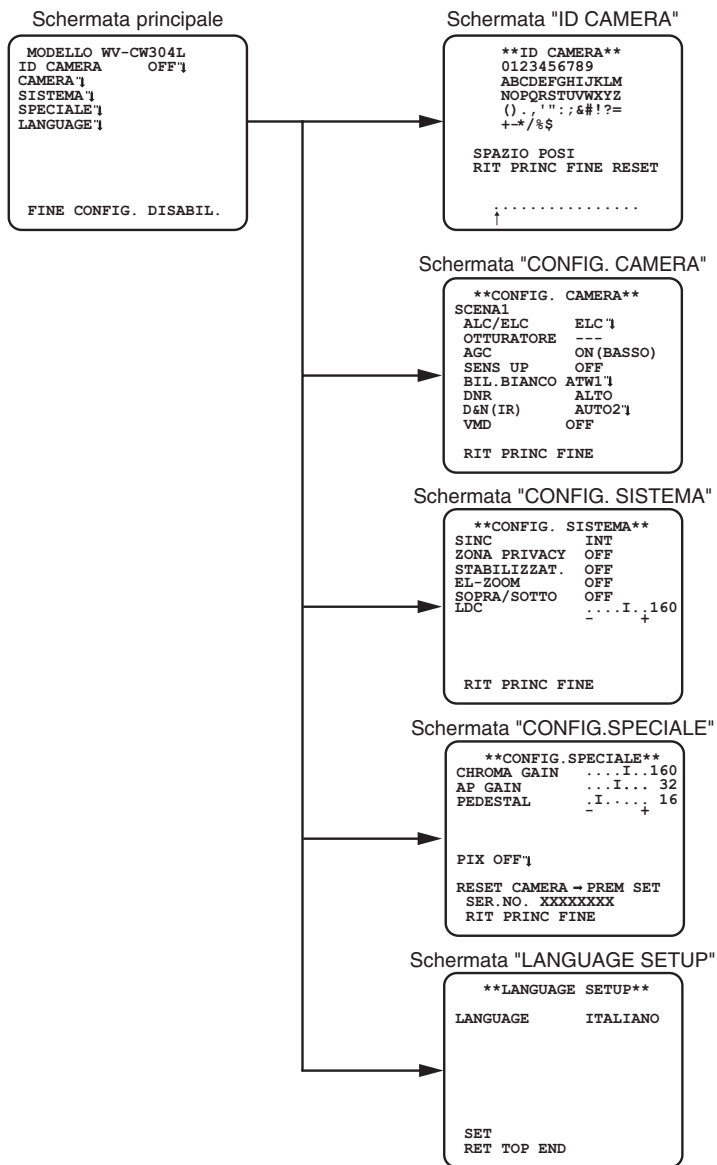 Schermata principale
MODELLO WV-CW304L
ID CAMERA OFF
CAMERA
SISTEMA
SPECIALE
LANGUAGE
FINE CONFIG. DISABIL.
Schermata "ID CAMERA"
**ID CAMERA**
0123456789
ABCDEFGHIJKLM
NOPQRSTUVWXYZ
().,'":;&#!?=
+-*/%$
SPAZIO POSI
RIT PRINC FINE RESET
................
↑
Schermata "CONFIG. CAMERA"
**CONFIG. CAMERA**
SCENA1
ALC/ELC ELC
OTTURATORE ---
AGC ON(BASSO)
SENS UP OFF
BIL.BIANCO ATW1
DNR ALTO
D&N(IR) AUTO2
VMD OFF
RIT PRINC FINE
Schermata "CONFIG. SISTEMA"
**CONFIG. SISTEMA**
SINC INT
ZONA PRIVACY OFF
STABILIZZAT. OFF
EL-ZOOM OFF
SOPRA/SOTTO OFF
LDC ....I..160
- +
RIT PRINC FINE
Schermata "CONFIG.SPECIALE"
**CONFIG.SPECIALE**
CHROMA GAIN ....I..160
AP GAIN ...I... 32
PEDESTAL .I..... 16
- +
PIX OFF
RESET CAMERA → PREM SET
SER.NO. XXXXXXXX
RIT PRINC FINE
Schermata "LANGUAGE SETUP"
**LANGUAGE SETUP**
LANGUAGE ITALIANO
SET
RET TOP END